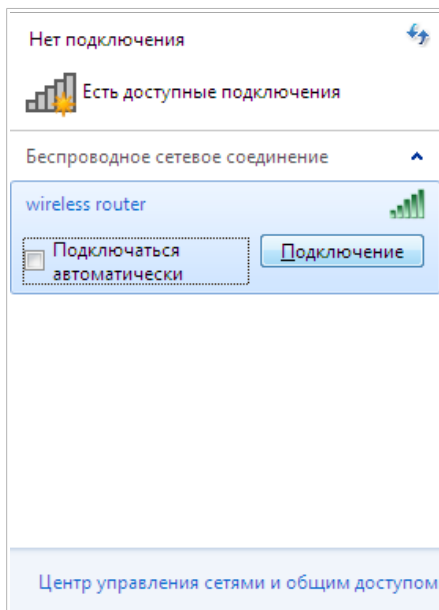 Нет подключения
Есть доступные подключения
Беспроводное сетевое соединение
wireless router
Подключаться
автоматически
Подключение
Центр управления сетями и общим доступом